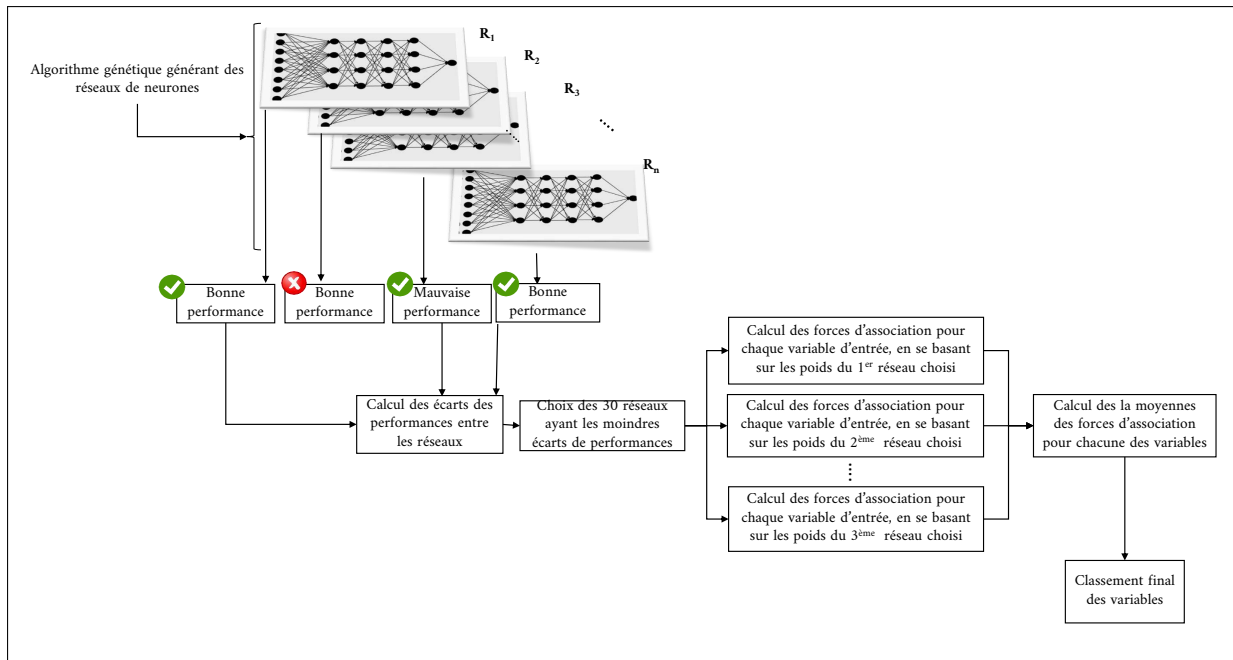 Algorithme génétique générant des
réseaux de neurones
R1
R2
R3
....
....
Rn
Bonne
performance
Bonne
performance
Mauvaise
performance
Bonne
performance
Calcul des écarts des
performances entre
les réseaux
Choix des 30 réseaux
ayant les moindres
écarts de performances
Calcul des forces d'association pour
chaque variable d'entrée, en se basant
sur les poids du 1er réseau choisi
Calcul des forces d'association pour
chaque variable d'entrée, en se basant
sur les poids du 2ème réseau choisi
....
Calcul des forces d'association pour
chaque variable d'entrée, en se basant
sur les poids du 3ème réseau choisi
Calcul des la moyennes
des forces d'association
pour chacune des variables
Classement final
des variables